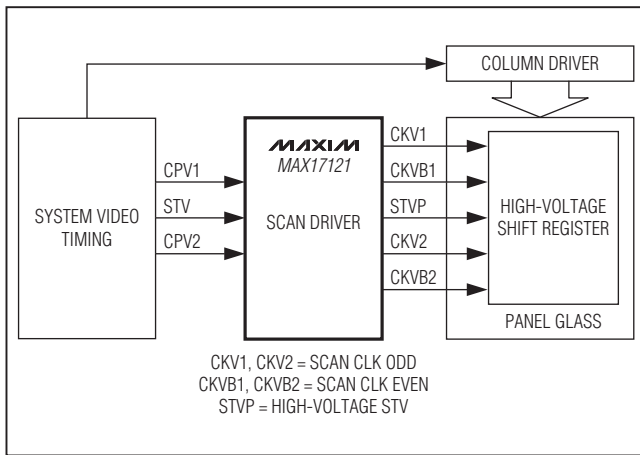 COLUMN DRIVER
SYSTEM VIDEO
TIMING
CPV1
STV
CPV2
MAXIM
MAX17121
SCAN DRIVER
CKV1
CKVB1
STVP
CKV2
CKVB2
HIGH-VOLTAGE
SHIFT REGISTER
PANEL GLASS
CKV1, CKV2 = SCAN CLK ODD
CKVB1, CKVB2 = SCAN CLK EVEN
STVP = HIGH-VOLTAGE STV